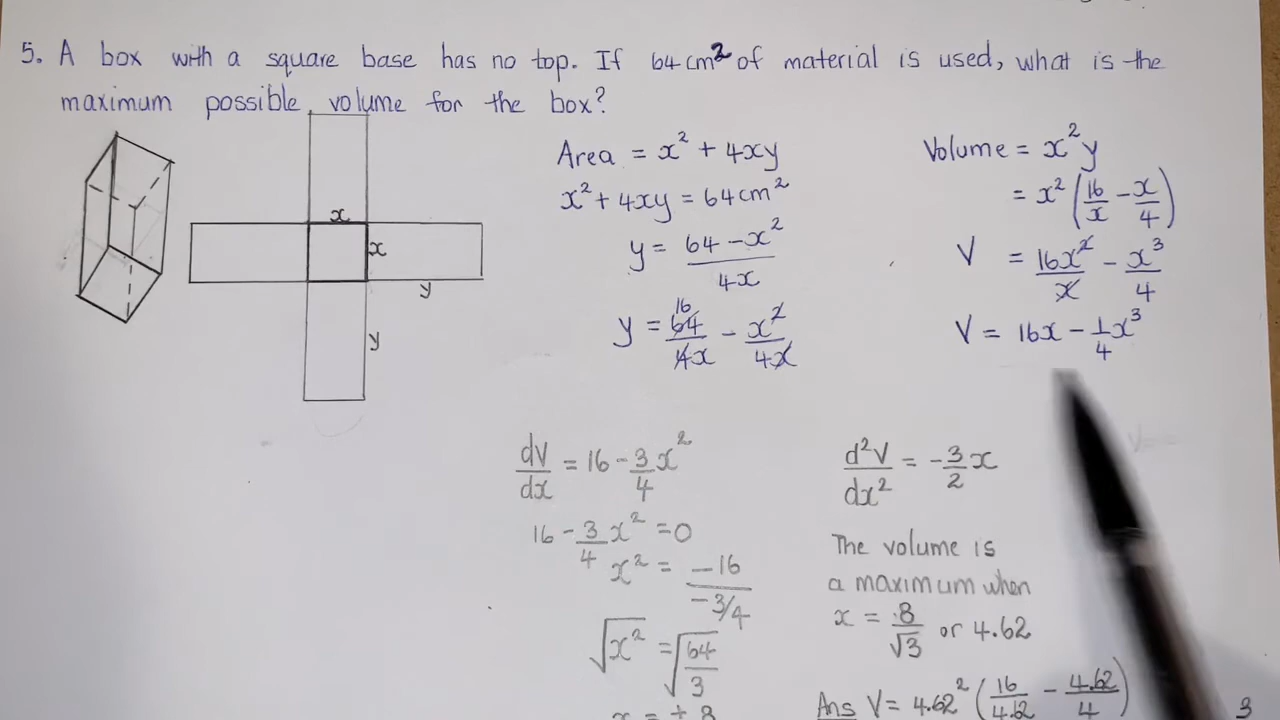 5. A box with a square base has no top. If 64cm² of material is used, what is the
maximum possible volume for the box?
x
x
y
y
Area = x² + 4xy
x² + 4xy = 64cm²
y = 64 - x² / 4x
y = 64 16 / 4x - x² / 4x
Volume = x²y
= x² (16/x - x/4)
V = 16x²/x - x³/4
V = 16x - 1/4 x³
dV/dx = 16 - 3/4 x²
16 - 3/4 x² = 0
x² = -16 / -3/4
√x² = √64/3
x = ± 8
d²V/dx² = -3/2 x
The volume is
a maximum when
x = 8/√3 or 4.62
Ans V = 4.62² (16/4.62 - 4.62/4)
3